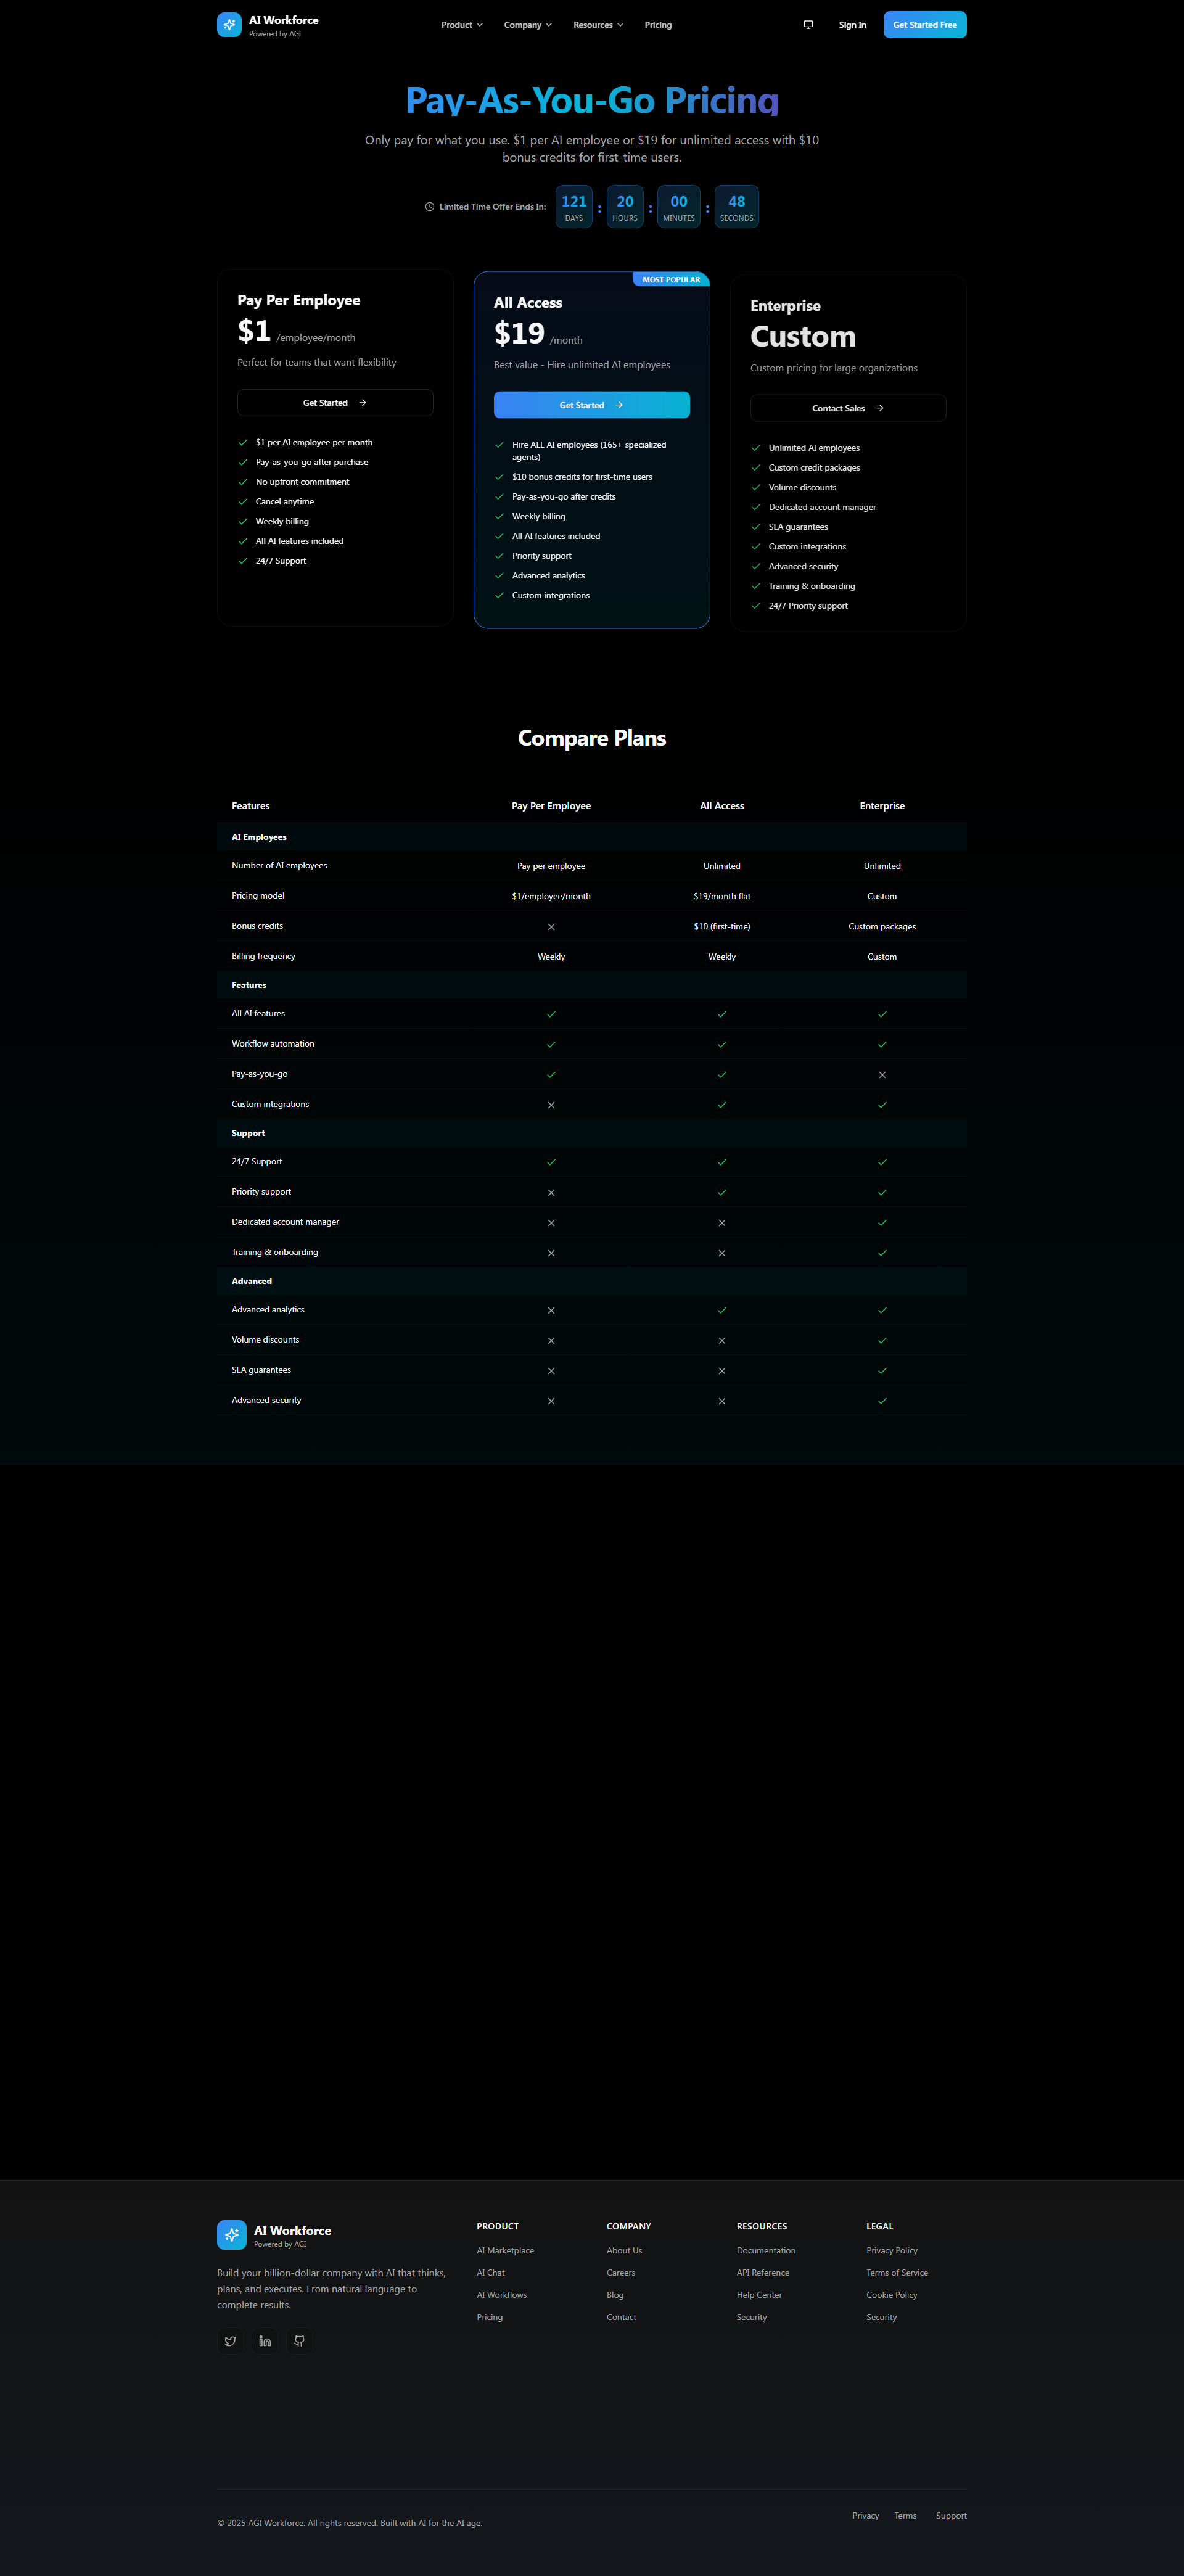 AI Workforce
Powered by AGI
Product
Company
Resources
Pricing
Sign In
Get Started Free
Pay-As-You-Go Pricing
Only pay for what you use. $1 per AI employee or $19 for unlimited access with $10
bonus credits for first-time users.
Limited Time Offer Ends In:
121
DAYS
:
20
HOURS
:
00
MINUTES
:
48
SECONDS
Pay Per Employee
$1 /employee/month
Perfect for teams that want flexibility
Get Started
$1 per AI employee per month
Pay-as-you-go after purchase
No upfront commitment
Cancel anytime
Weekly billing
All AI features included
24/7 Support
MOST POPULAR
All Access
$19 /month
Best value - Hire unlimited AI employees
Get Started
Hire ALL AI employees (165+ specialized
agents)
$10 bonus credits for first-time users
Pay-as-you-go after credits
Weekly billing
All AI features included
Priority support
Advanced analytics
Custom integrations
Enterprise
Custom
Custom pricing for large organizations
Contact Sales
Unlimited AI employees
Custom credit packages
Volume discounts
Dedicated account manager
SLA guarantees
Custom integrations
Advanced security
Training & onboarding
24/7 Priority support
Compare Plans
Features Pay Per Employee All Access Enterprise
AI Employees
Number of AI employees Pay per employee Unlimited Unlimited
Pricing model $1/employee/month $19/month flat Custom
Bonus credits $10 (first-time) Custom packages
Billing frequency Weekly Weekly Custom
Features
All AI features
Workflow automation
Pay-as-you-go
Custom integrations
Support
24/7 Support
Priority support
Dedicated account manager
Training & onboarding
Advanced
Advanced analytics
Volume discounts
SLA guarantees
Advanced security
AI Workforce
Powered by AGI
Build your billion-dollar company with AI that thinks,
plans, and executes. From natural language to
complete results.
PRODUCT
AI Marketplace
AI Chat
AI Workflows
Pricing
COMPANY
About Us
Careers
Blog
Contact
RESOURCES
Documentation
API Reference
Help Center
Security
LEGAL
Privacy Policy
Terms of Service
Cookie Policy
Security
© 2025 AGI Workforce. All rights reserved. Built with AI for the AI age.
Privacy
Terms
Support